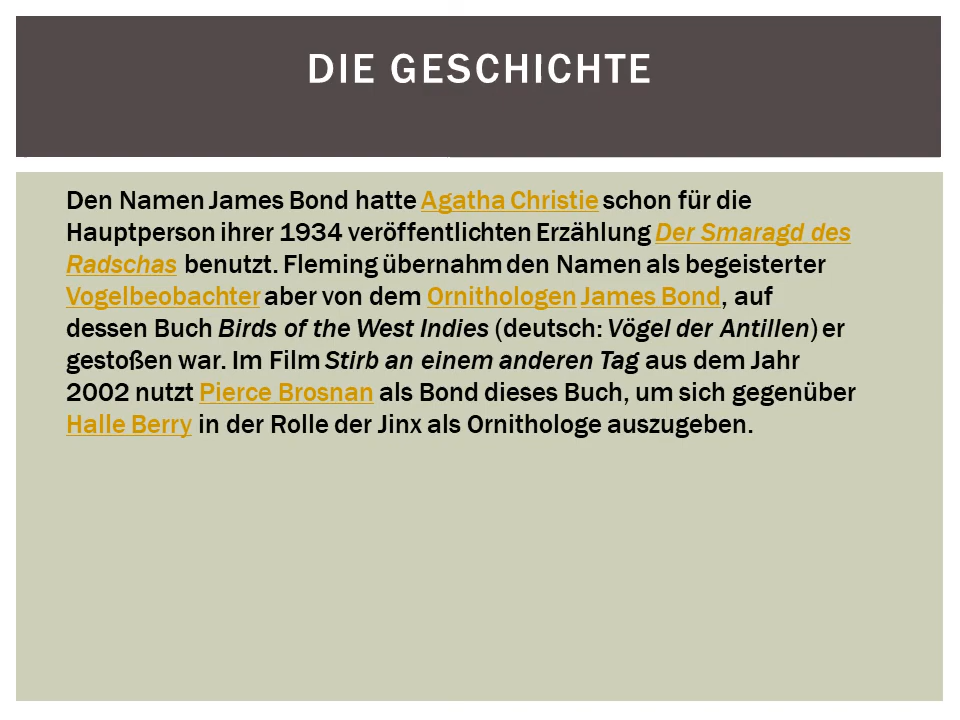 DIE GESCHICHTE
Den Namen James Bond hatte Agatha Christie schon für die
Hauptperson ihrer 1934 veröffentlichten Erzählung Der Smaragd des
Radschas benutzt. Fleming übernahm den Namen als begeisterter
Vogelbeobachter aber von dem Ornithologen James Bond, auf
dessen Buch Birds of the West Indies (deutsch: Vögel der Antillen) er
gestoßen war. Im Film Stirb an einem anderen Tag aus dem Jahr
2002 nutzt Pierce Brosnan als Bond dieses Buch, um sich gegenüber
Halle Berry in der Rolle der Jinx als Ornithologe auszugeben.